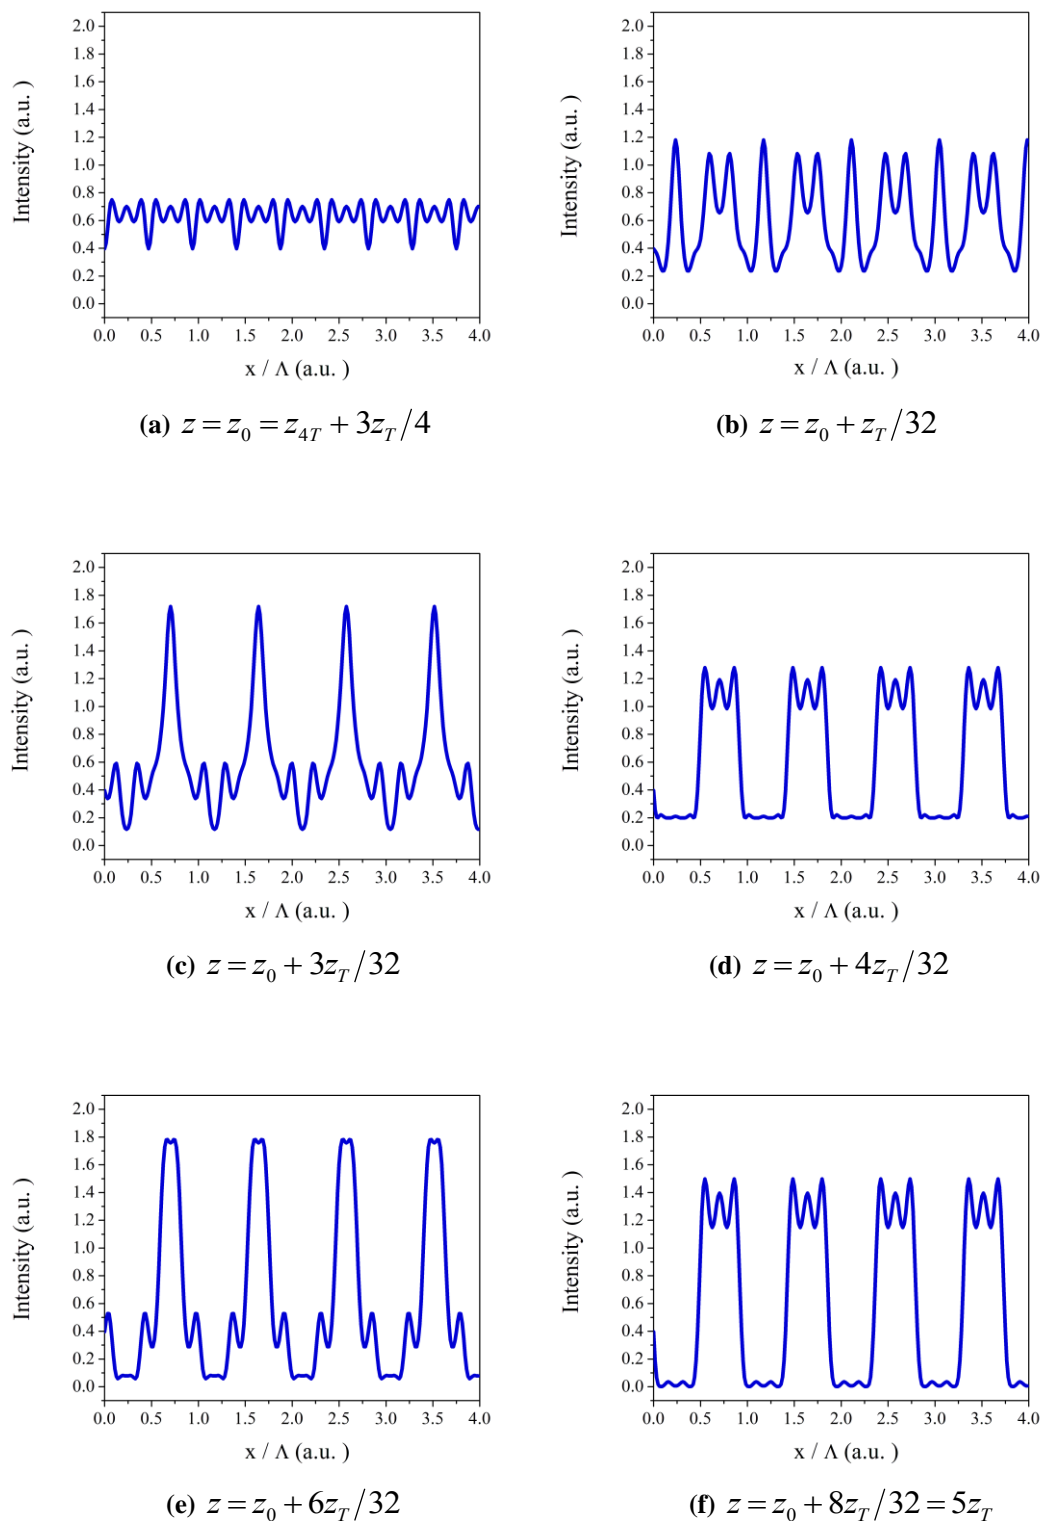 Intensity (a.u. )
2.0
1.8
1.6
1.4
1.2
1.0
0.8
0.6
0.4
0.2
0.0
0.0 0.5 1.0 1.5 2.0 2.5 3.0 3.5 4.0
x / Λ (a.u. )
(a) z = z₀ = z₄T + 3z_T/4
Intensity (a.u. )
2.0
1.8
1.6
1.4
1.2
1.0
0.8
0.6
0.4
0.2
0.0
0.0 0.5 1.0 1.5 2.0 2.5 3.0 3.5 4.0
x / Λ (a.u. )
(b) z = z₀ + z_T/32
Intensity (a.u. )
2.0
1.8
1.6
1.4
1.2
1.0
0.8
0.6
0.4
0.2
0.0
0.0 0.5 1.0 1.5 2.0 2.5 3.0 3.5 4.0
x / Λ (a.u. )
(c) z = z₀ + 3z_T/32
Intensity (a.u. )
2.0
1.8
1.6
1.4
1.2
1.0
0.8
0.6
0.4
0.2
0.0
0.0 0.5 1.0 1.5 2.0 2.5 3.0 3.5 4.0
x / Λ (a.u. )
(d) z = z₀ + 4z_T/32
Intensity (a.u. )
2.0
1.8
1.6
1.4
1.2
1.0
0.8
0.6
0.4
0.2
0.0
0.0 0.5 1.0 1.5 2.0 2.5 3.0 3.5 4.0
x / Λ (a.u. )
(e) z = z₀ + 6z_T/32
Intensity (a.u. )
2.0
1.8
1.6
1.4
1.2
1.0
0.8
0.6
0.4
0.2
0.0
0.0 0.5 1.0 1.5 2.0 2.5 3.0 3.5 4.0
x / Λ (a.u. )
(f) z = z₀ + 8z_T/32 = 5z_T